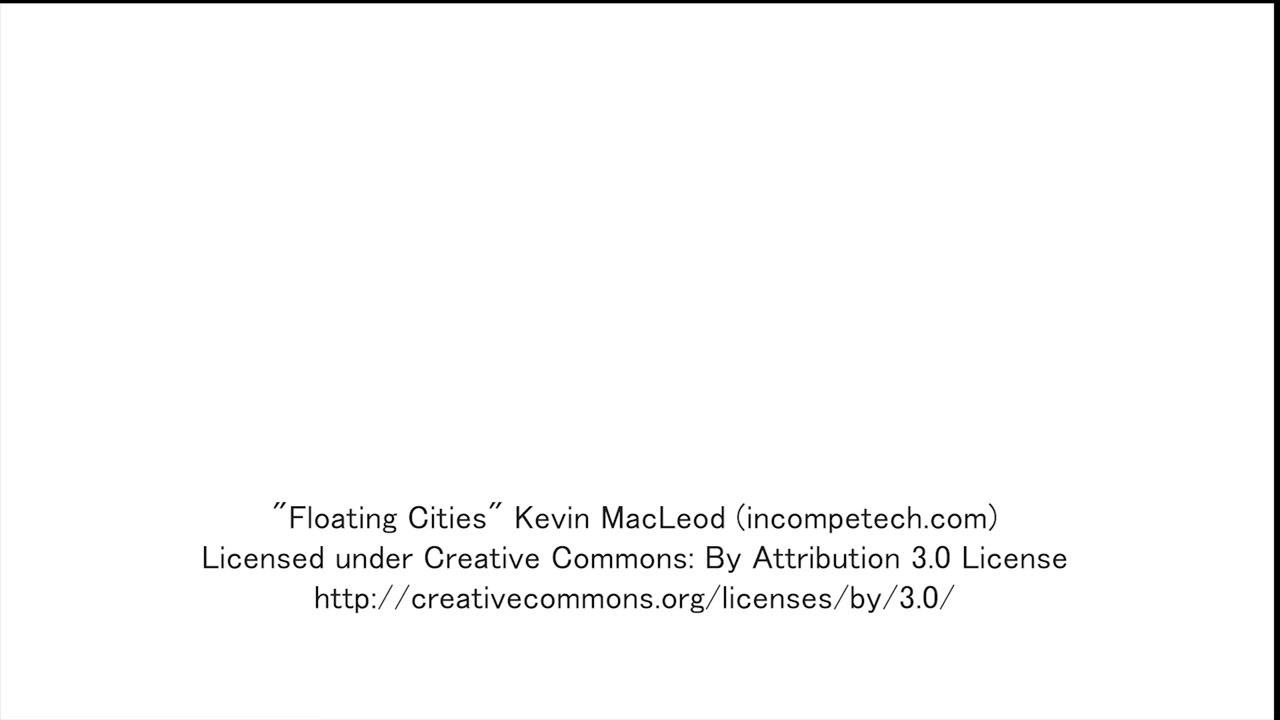 "Floating Cities" Kevin MacLeod (incompetech.com)
Licensed under Creative Commons: By Attribution 3.0 License
http://creativecommons.org/licenses/by/3.0/